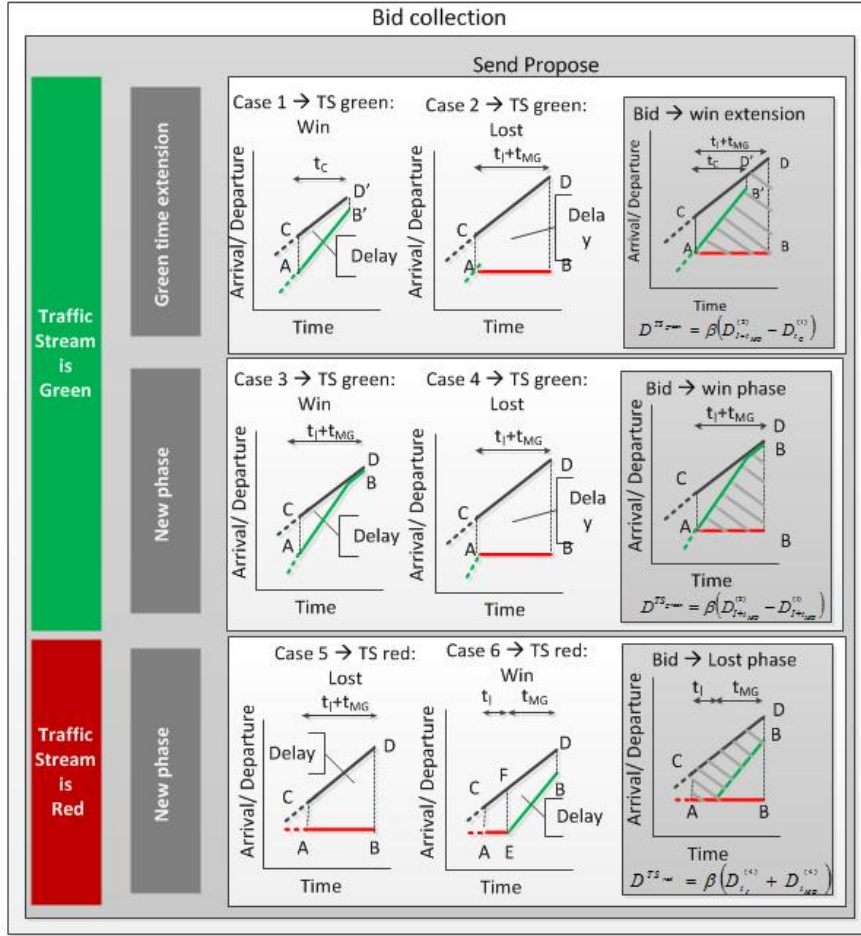 Bid collection
Send Propose
Traffic
Stream
is
Green
Green time extension
Case 1 → TS green:
Win
Arrival/ Departure
t_C
D'
B'
C
A
Delay
Time
Case 2 → TS green:
Lost
Arrival/ Departure
t_I+t_MG
D
C
Dela
y
A
B
Time
Bid → win extension
Arrival/ Departure
t_I+t_MG
t_C
D'
D
B'
C
A
B
Time
New phase
Case 3 → TS green:
Win
Arrival/ Departure
t_I+t_MG
D
B
C
A
Delay
Time
Case 4 → TS green:
Lost
Arrival/ Departure
t_I+t_MG
D
C
Dela
y
A
B
Time
Bid → win phase
Arrival/ Departure
t_I+t_MG
D
B
C
A
B
Time
Traffic
Stream
is
Red
New phase
Case 5 → TS red:
Lost
Arrival/ Departure
t_I+t_MG
Delay
D
C
A
B
Time
Case 6 → TS red:
Win
Arrival/ Departure
t_I
t_MG
D
F
C
B
Delay
A
E
Time
Bid → Lost phase
Arrival/ Departure
t_I
t_MG
D
B
C
A
B
Time